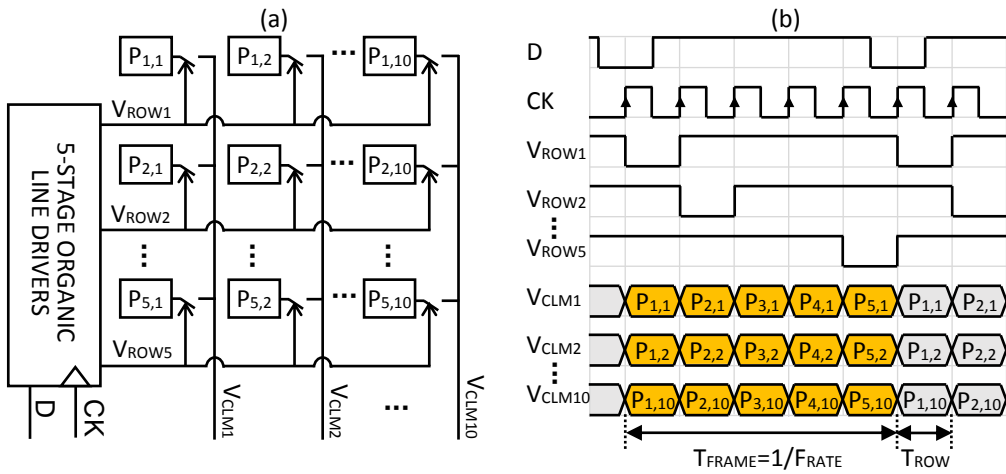 (a)
P1,1 P1,2 ... P1,10
VROW1
P2,1 P2,2 ... P2,10
VROW2
5-STAGE ORGANIC
LINE DRIVERS
P5,1 P5,2 ... P5,10
VROW5
D CK
VCLM1 VCLM2 ... VCLM10
(b)
D
CK
VROW1
VROW2
VROW5
VCLM1 P1,1 P2,1 P3,1 P4,1 P5,1 P1,1 P2,1
VCLM2 P1,2 P2,2 P3,2 P4,2 P5,2 P1,2 P2,2
VCLM10 P1,10 P2,10 P3,10 P4,10 P5,10 P1,10 P2,10
TFRAME=1/FRATE TROW